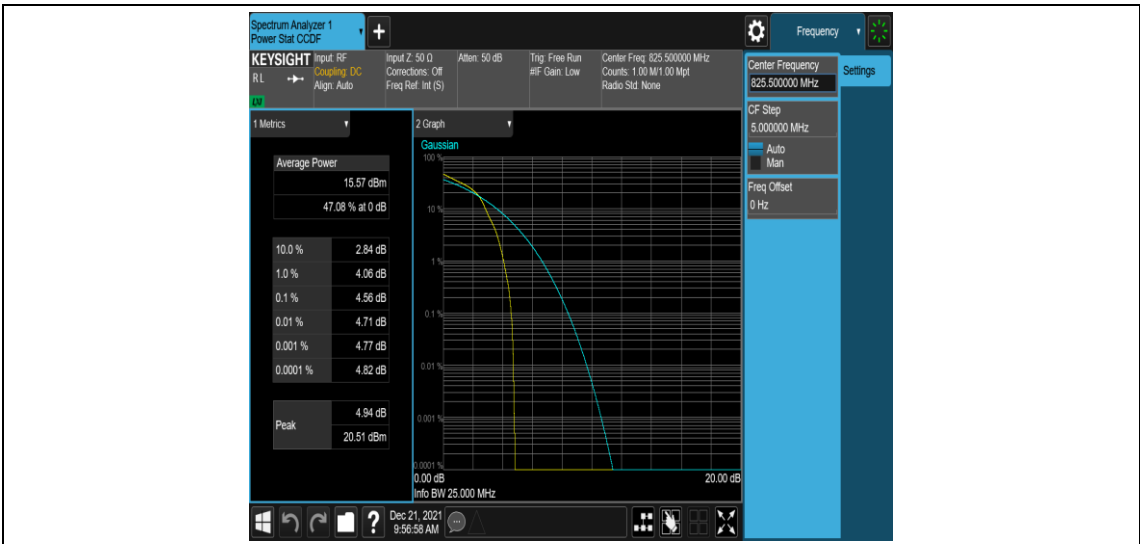 Spectrum Analyzer 1
Power Stat CCDF
+
Frequency
KEYSIGHT
RL
LNI
Input: RF
Coupling: DC
Align: Auto
Input Z: 50 Ω
Corrections: Off
Freq Ref: Int (S)
Atten: 50 dB
Trig: Free Run
#IF Gain: Low
Center Freq: 825.500000 MHz
Counts: 1.00 M/1.00 Mpt
Radio Std: None
Center Frequency
825.500000 MHz
Settings
CF Step
5.000000 MHz
Auto
Man
Freq Offset
0 Hz
1 Metrics
Average Power
15.57 dBm
47.08 % at 0 dB
10.0 % 2.84 dB
1.0 % 4.06 dB
0.1 % 4.56 dB
0.01 % 4.71 dB
0.001 % 4.77 dB
0.0001 % 4.82 dB
Peak 4.94 dB
20.51 dBm
2 Graph
Gaussian
100 %
10 %
1 %
0.1 %
0.01 %
0.001 %
0.0001 %
0.00 dB 20.00 dB
Info BW 25.000 MHz
?
Dec 21, 2021
9:56:58 AM